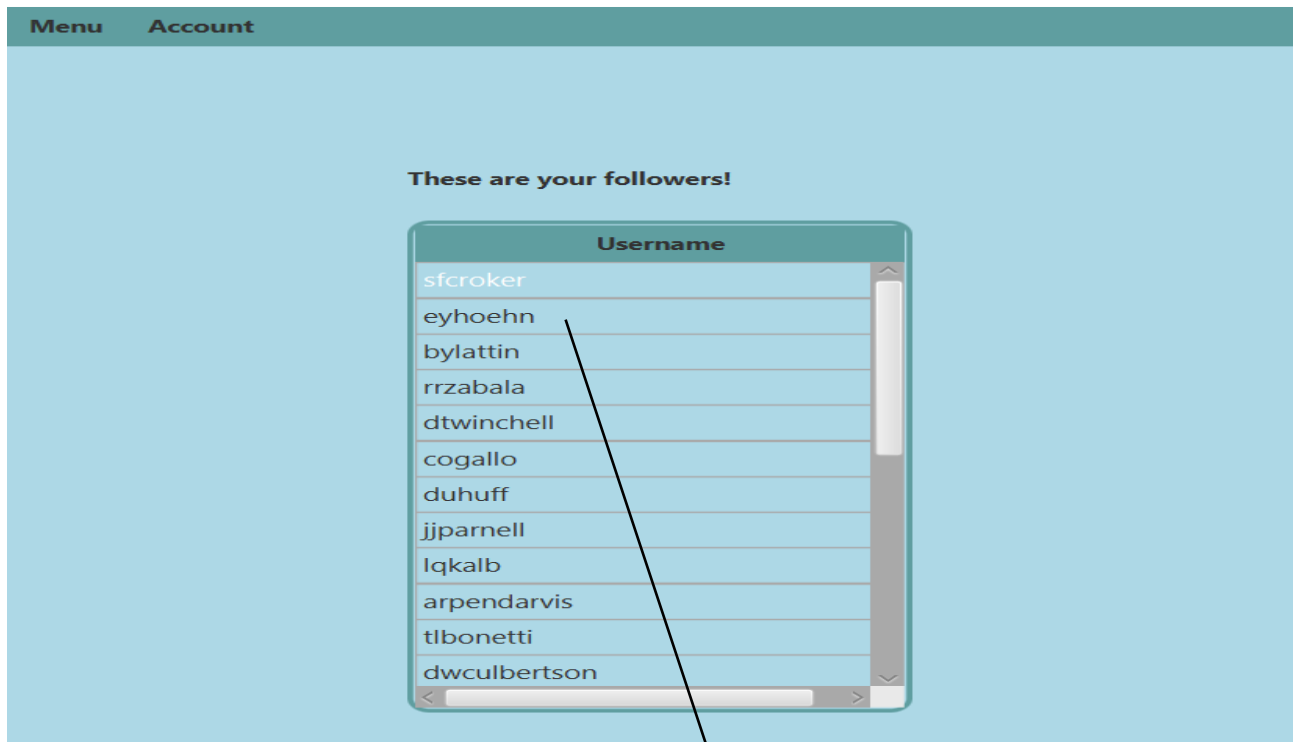 Menu Account
These are your followers!
Username
sfcroker
eyhoehn
bylattin
rrzabala
dtwinchell
cogallo
duhuff
jjparnell
lqkalb
arpendarvis
tlbonetti
dwculbertson